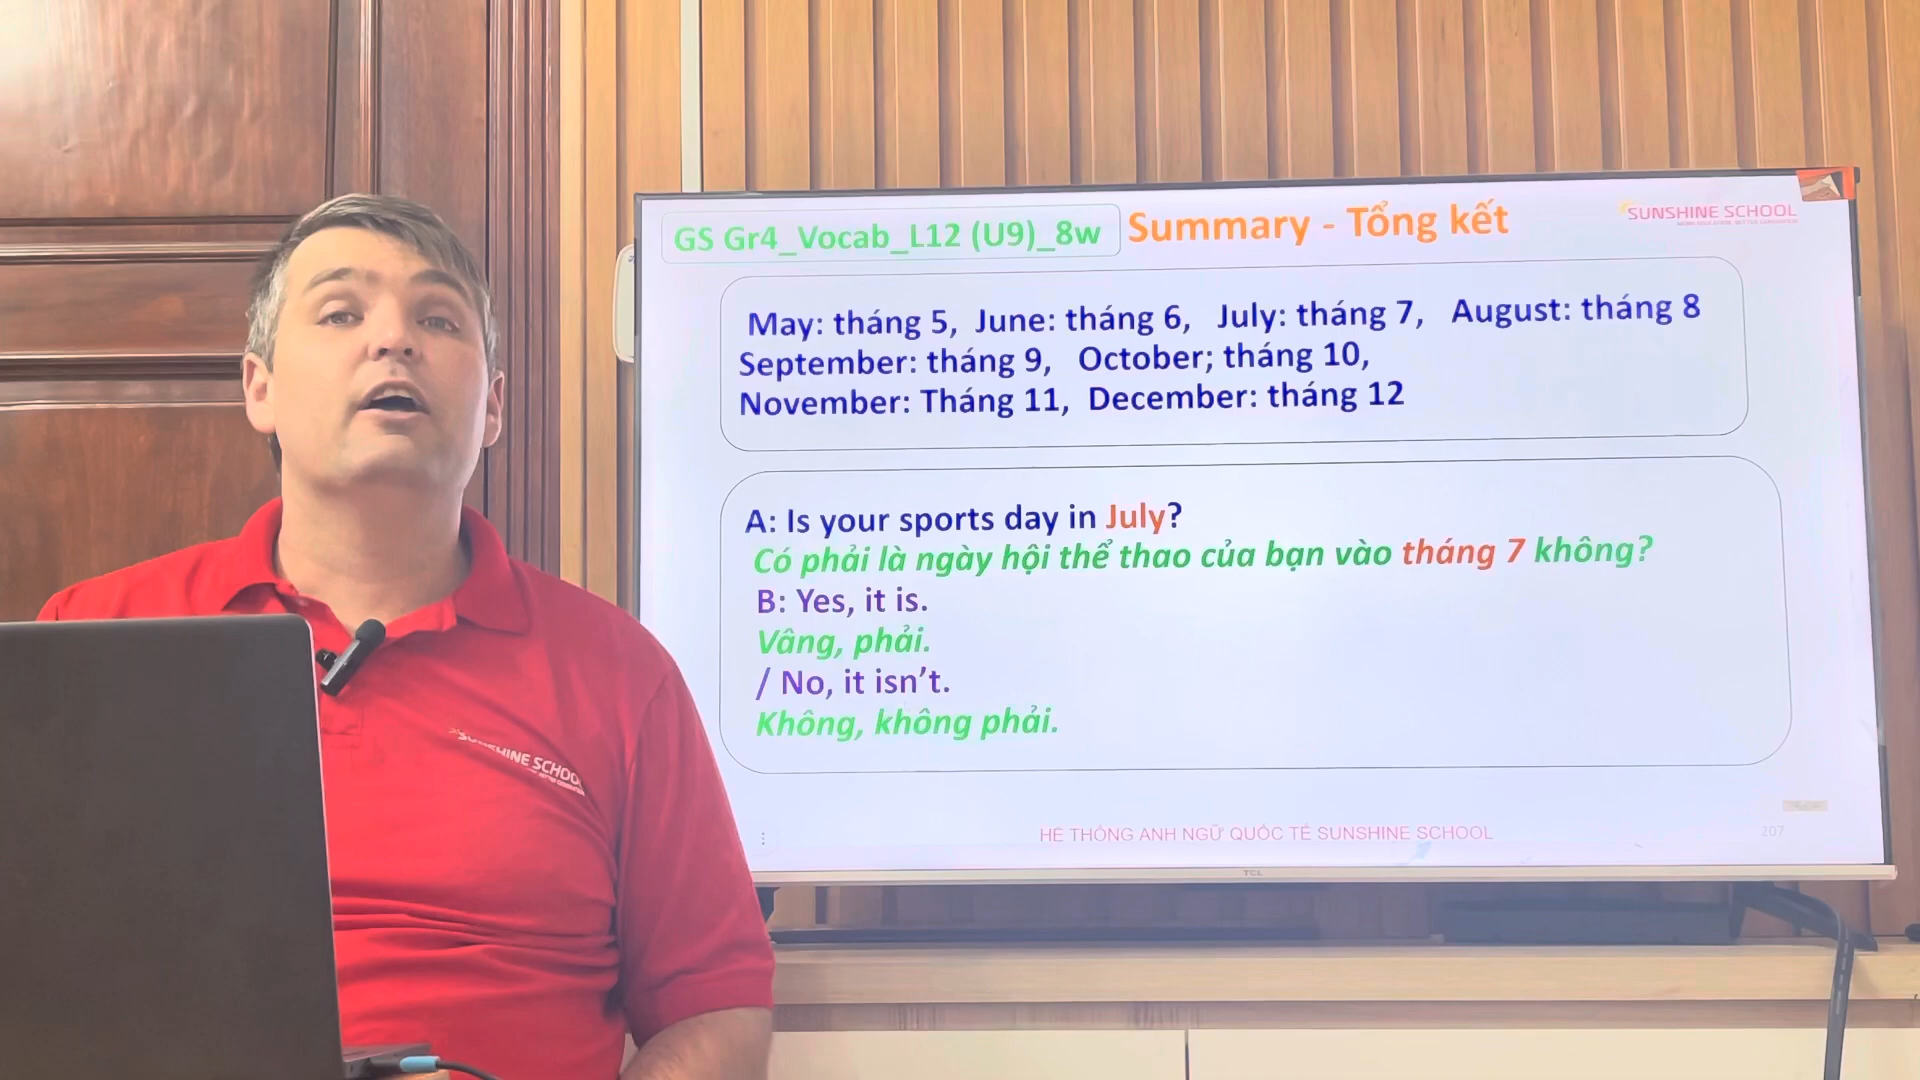 GS Gr4_Vocab_L12 (U9)_8w
Summary - Tổng kết
SUNSHINE SCHOOL
May: tháng 5, June: tháng 6, July: tháng 7, August: tháng 8
September: tháng 9, October; tháng 10,
November: Tháng 11, December: tháng 12
A: Is your sports day in July?
Có phải là ngày hội thể thao của bạn vào tháng 7 không?
B: Yes, it is.
Vâng, phải.
/ No, it isn't.
Không, không phải.
HỆ THỐNG ANH NGỮ QUỐC TẾ SUNSHINE SCHOOL
207
TCL
SUNSHINE SCHOOL